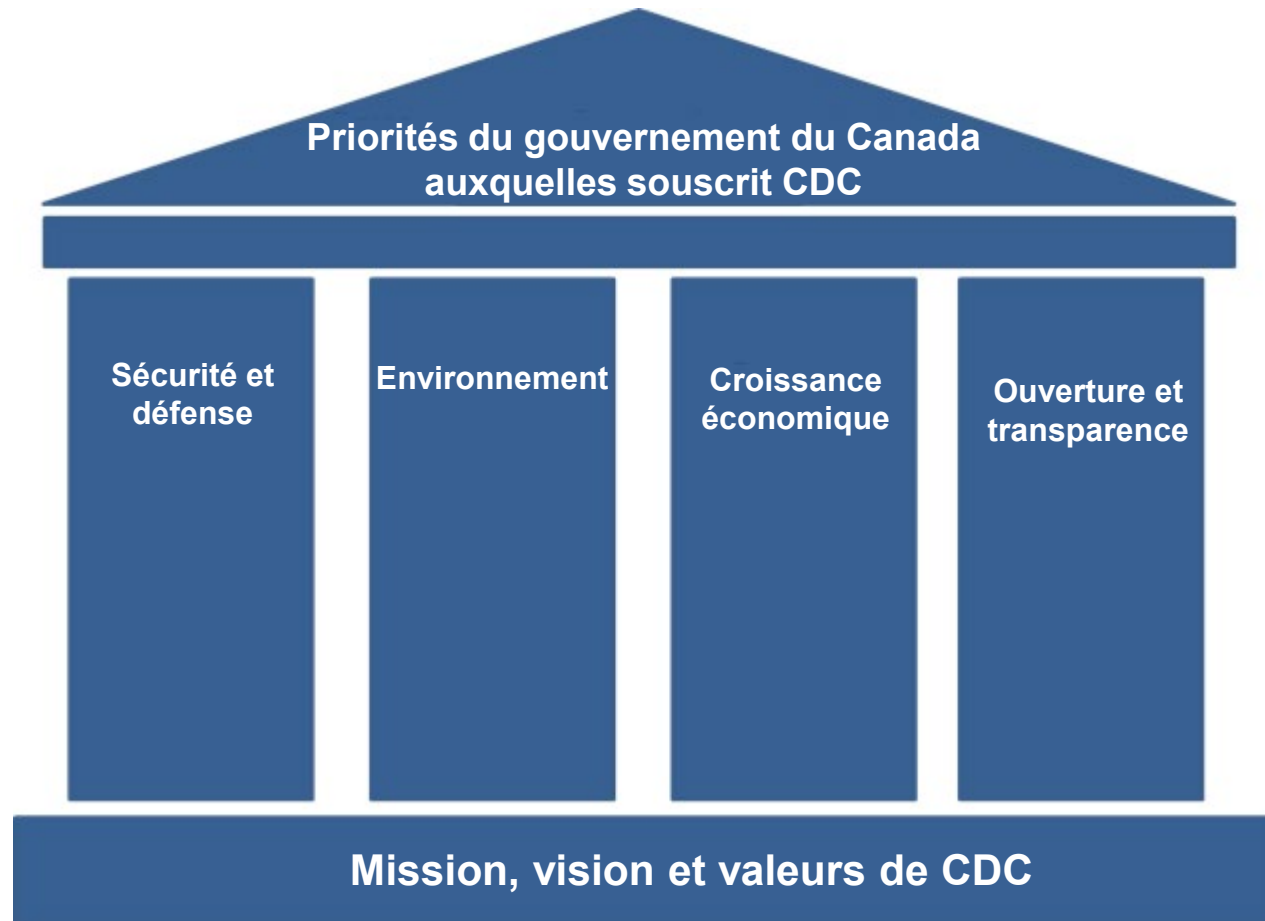 Priorités du gouvernement du Canada
auxquelles souscrit CDC
Sécurité et
défense
Environnement
Croissance
économique
Ouverture et
transparence
Mission, vision et valeurs de CDC